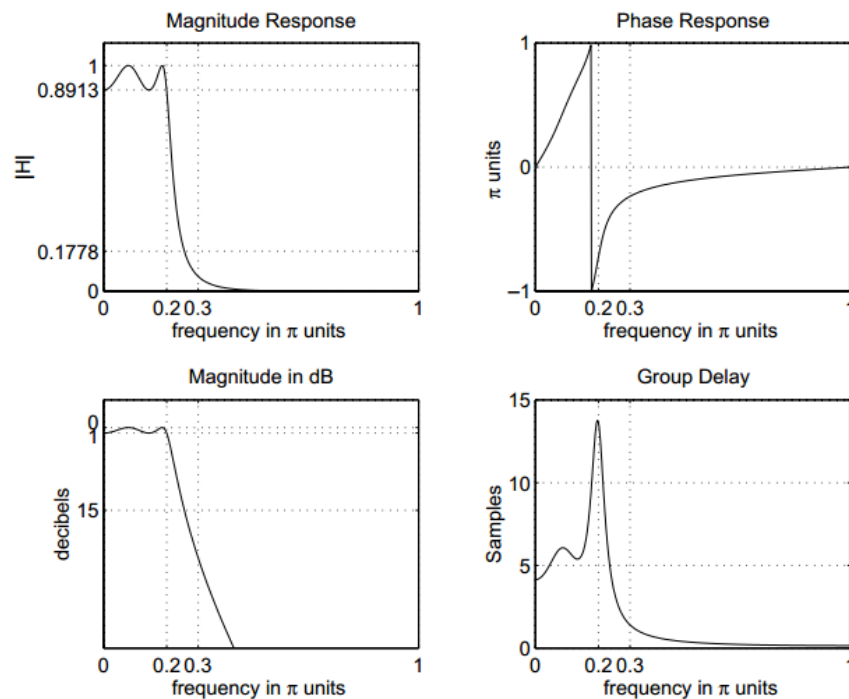 Magnitude Response
1
0.8913
|H|
0.1778
0
0 0.2 0.3 1
frequency in π units
Phase Response
1
π units
0
−1
0 0.2 0.3 1
frequency in π units
Magnitude in dB
0
1
decibels
15
0 0.2 0.3 1
frequency in π units
Group Delay
15
10
Samples
5
0
0 0.2 0.3 1
frequency in π units